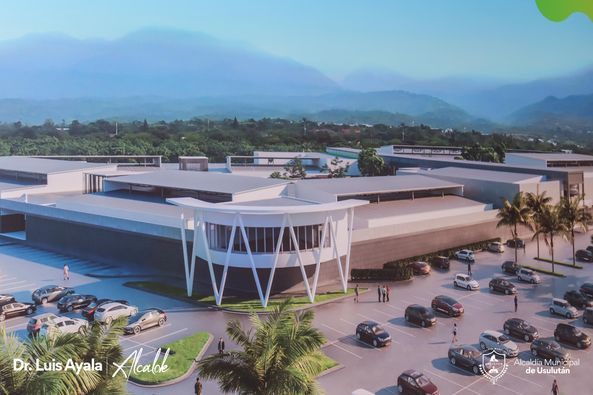 Dr. Luis Ayala Alcalde
Alcaldía Municipal
de Usulután